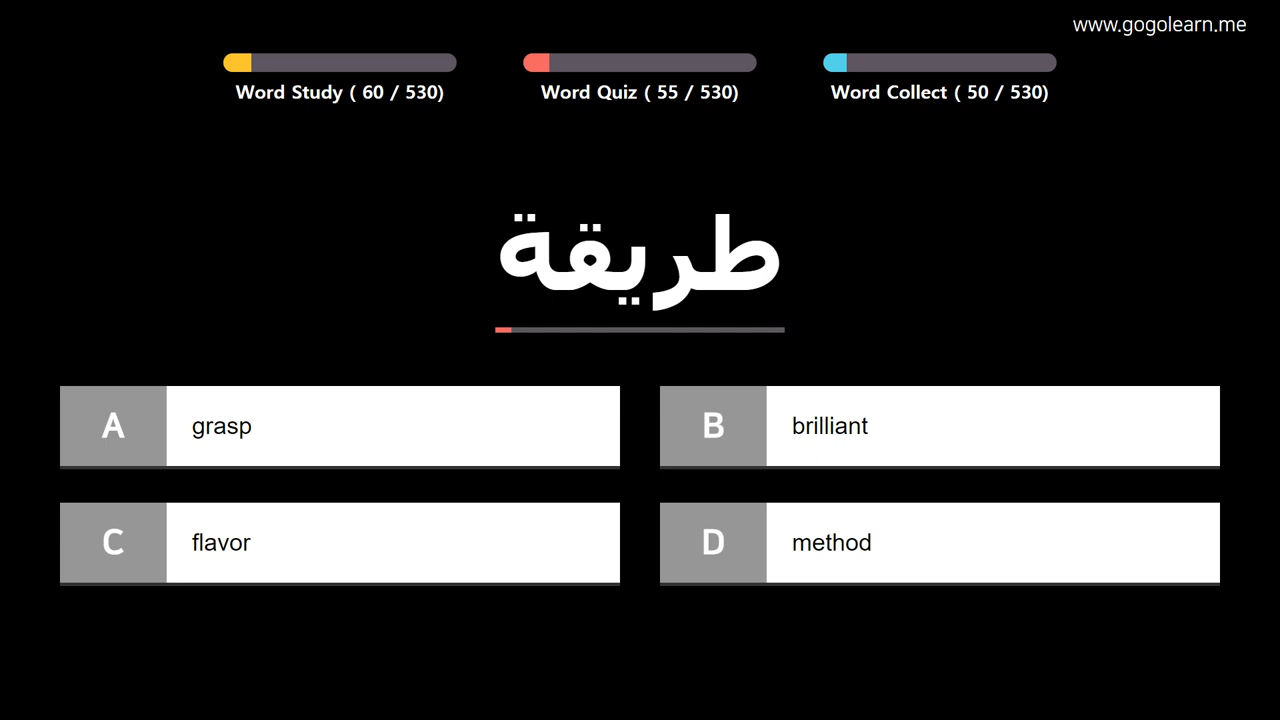 www.gogolearn.me
Word Study ( 60 / 530)
Word Quiz ( 55 / 530)
Word Collect ( 50 / 530)
طريقة
A grasp
B brilliant
C flavor
D method